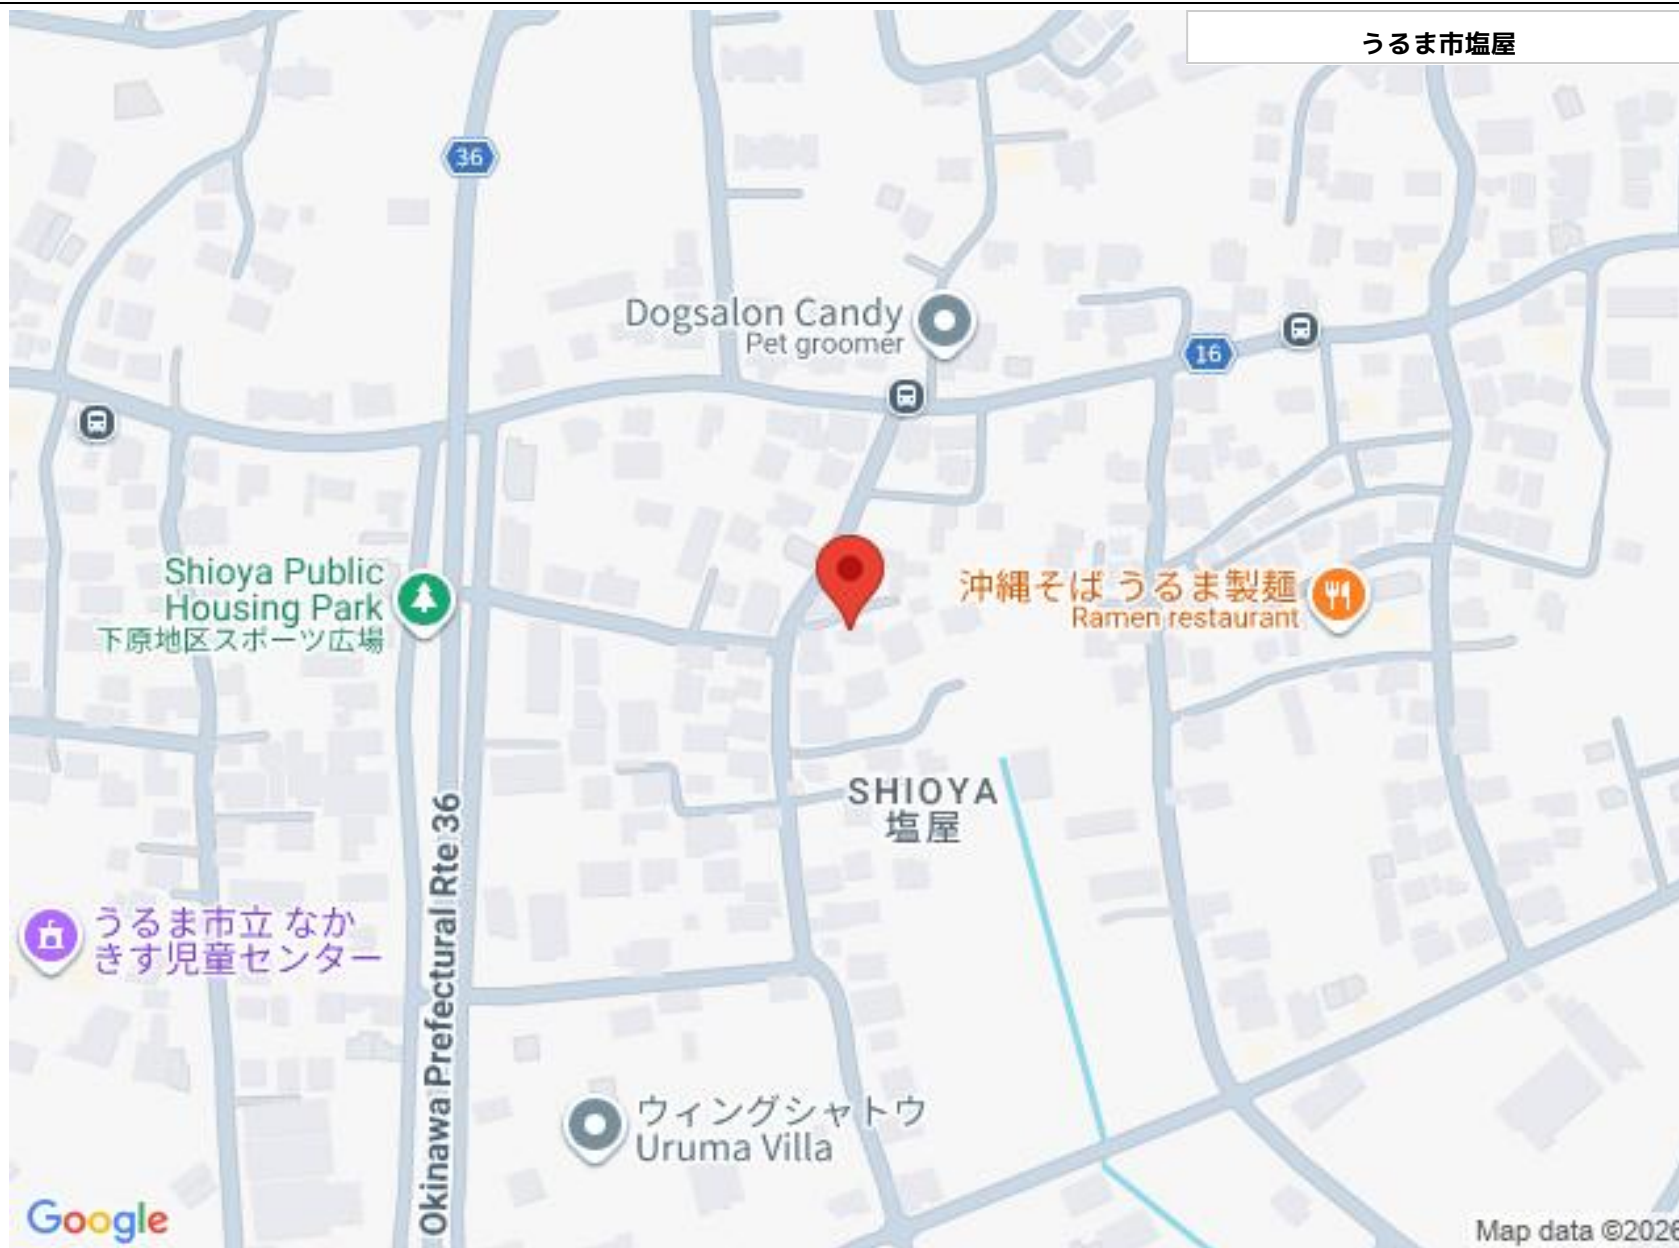 うるま市塩屋
36
Dogsalon Candy
Pet groomer
16
Shioya Public
Housing Park
下原地区スポーツ広場
沖縄そば うるま製麺
Ramen restaurant
SHIOYA
塩屋
Okinawa Prefectural Rte 36
うるま市立 なか
きす児童センター
ウィングシャトウ
Uruma Villa
Google
Map data ©2026